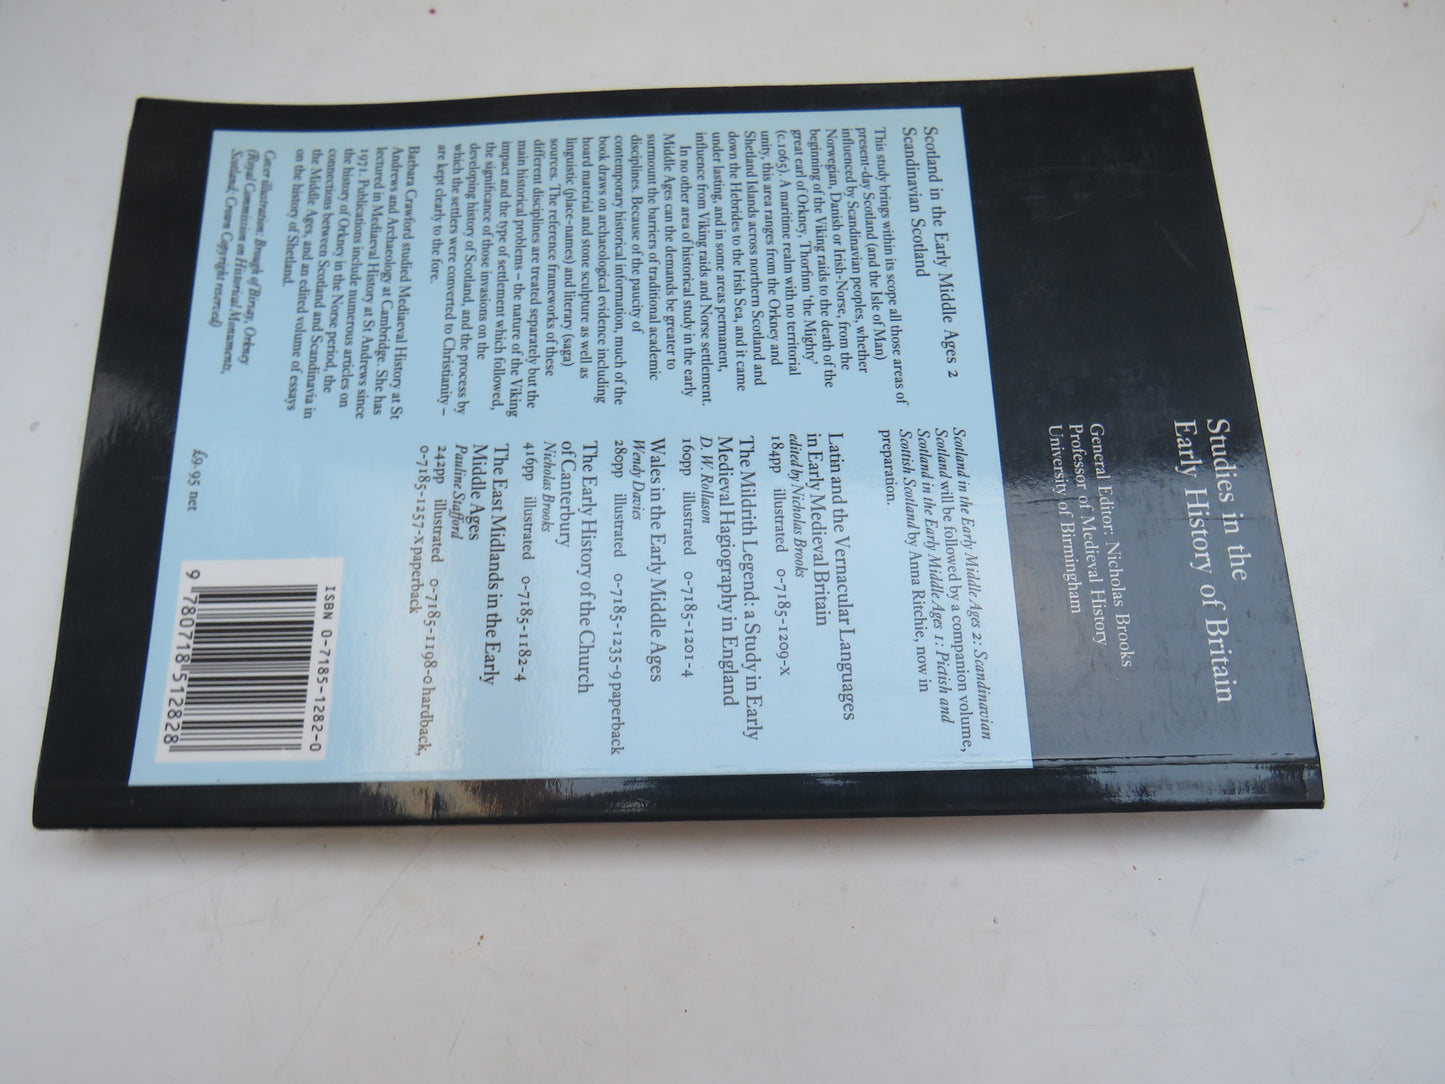 Studies in the
Early History of Britain
General Editor: Nicholas Brooks
Professor of Medieval History
University of Birmingham
Scotland in the Early Middle Ages 2
Scandinavian Scotland
This study brings within its scope all those areas of
present-day Scotland (and the Isle of Man)
influenced by Scandinavian peoples, whether
Norwegian, Danish or Irish-Norse, from the
beginning of the Viking raids to the death of the
great earl of Orkney, Thorfinn 'the Mighty'
(c.1065). A maritime realm with no territorial
unity, this area ranges from the Orkney and
Shetland Islands across northern Scotland and
down the Hebrides to the Irish Sea, and it came
under lasting, and in some areas permanent,
influence from Viking raids and Norse settlement.
In no other area of historical study in the early
Middle Ages can the demands be greater to
surmount the barriers of traditional academic
disciplines. Because of the paucity of
contemporary historical information, much of the
book draws on archaeological evidence including
hoard material and stone sculpture as well as
linguistic (place-names) and literary (saga)
sources. The reference frameworks of these
different disciplines are treated separately but the
main historical problems – the nature of the Viking
impact and the type of settlement which followed,
the significance of those invasions on the
developing history of Scotland, and the process by
which the settlers were converted to Christianity –
are kept clearly to the fore.
Barbara Crawford studied Mediaeval History at St
Andrews and Archaeology at Cambridge. She has
lectured in Mediaeval History at St Andrews since
1971. Publications include numerous articles on
the history of Orkney in the Norse period, the
connections between Scotland and Scandinavia in
the Middle Ages, and an edited volume of essays
on the history of Shetland.
Cover illustration: Brough of Birsay, Orkney
(Royal Commission on Historical Monuments,
Scotland; Crown Copyright reserved)
Scotland in the Early Middle Ages 2: Scandinavian
Scotland will be followed by a companion volume,
Scotland in the Early Middle Ages 1: Pictish and
Scottish Scotland by Anna Ritchie, now in
preparation.
Latin and the Vernacular Languages
in Early Medieval Britain
edited by Nicholas Brooks
184pp illustrated 0-7185-1209-X
The Mildrith Legend: a Study in Early
Medieval Hagiography in England
D. W. Rollason
160pp illustrated 0-7185-1201-4
Wales in the Early Middle Ages
Wendy Davies
280pp illustrated 0-7185-1235-9 paperback
The Early History of the Church
of Canterbury
Nicholas Brooks
416pp illustrated 0-7185-1182-4
The East Midlands in the Early
Middle Ages
Pauline Stafford
242pp illustrated 0-7185-1198-0 hardback,
0-7185-1257-X paperback
£9.95 net
ISBN 0-7185-1282-0
9 780718 512828